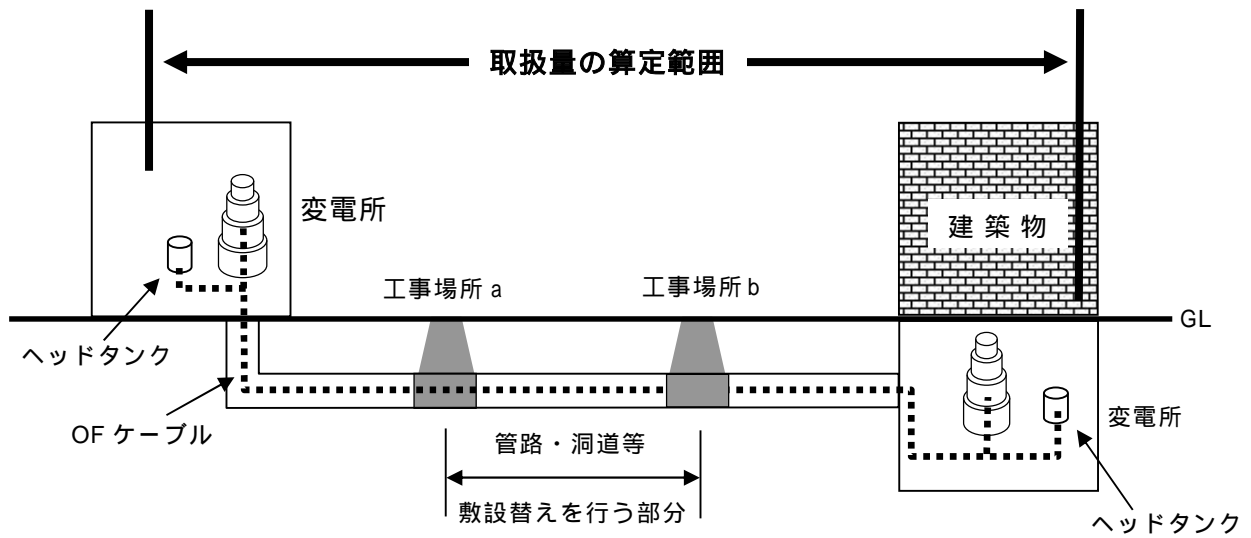 取扱量の算定範囲
変電所
建築物
工事場所 a
工事場所 b
GL
ヘッドタンク
OF ケーブル
変電所
管路・洞道等
敷設替えを行う部分
ヘッドタンク